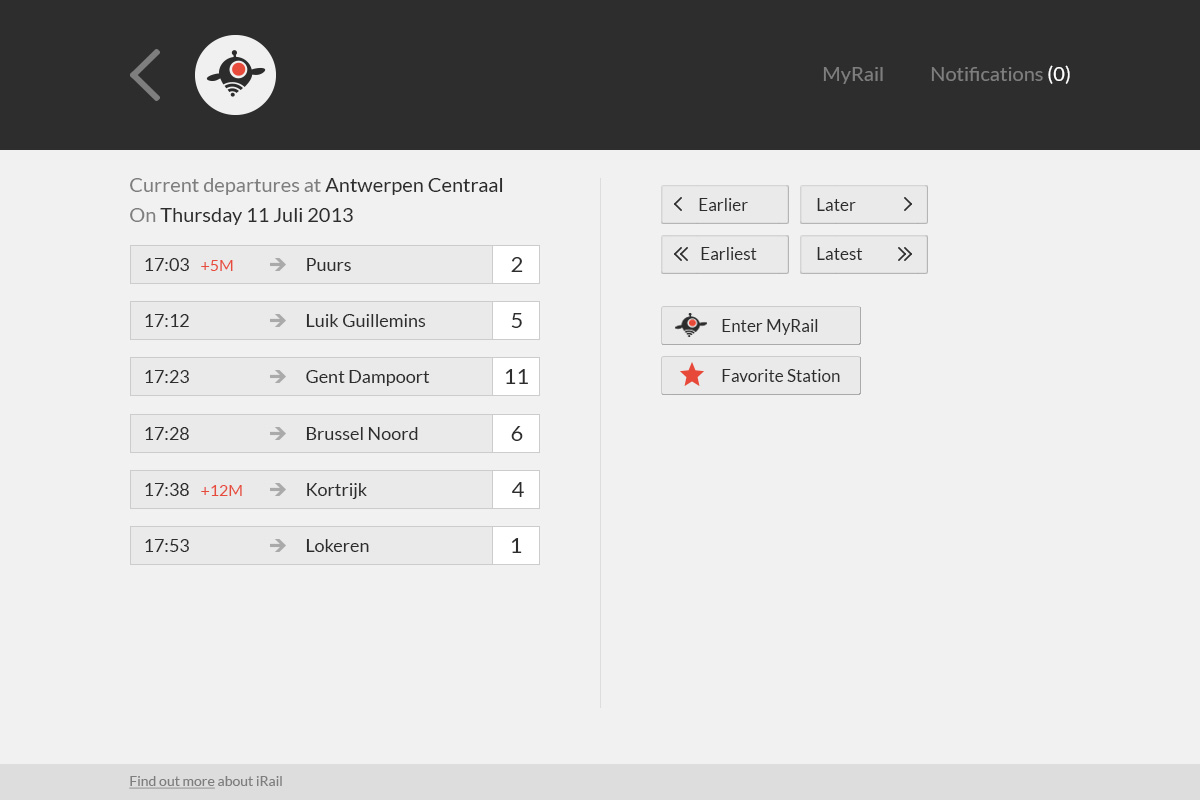 MyRail Notifications (0)
Current departures at Antwerpen Centraal
On Thursday 11 Juli 2013
17:03 +5M Puurs 2
17:12 Luik Guillemins 5
17:23 Gent Dampoort 11
17:28 Brussel Noord 6
17:38 +12M Kortrijk 4
17:53 Lokeren 1
Earlier Later
Earliest Latest
Enter MyRail
Favorite Station
Find out more about iRail